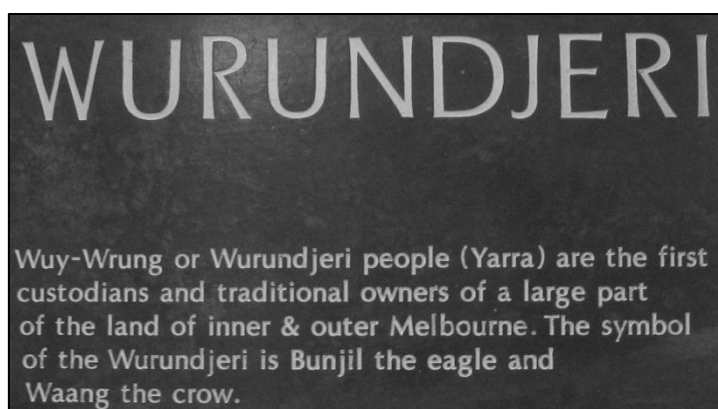 WURUNDJERI
Wuy-Wrung or Wurundjeri people (Yarra) are the first
custodians and traditional owners of a large part
of the land of inner & outer Melbourne. The symbol
of the Wurundjeri is Bunjil the eagle and
Waang the crow.